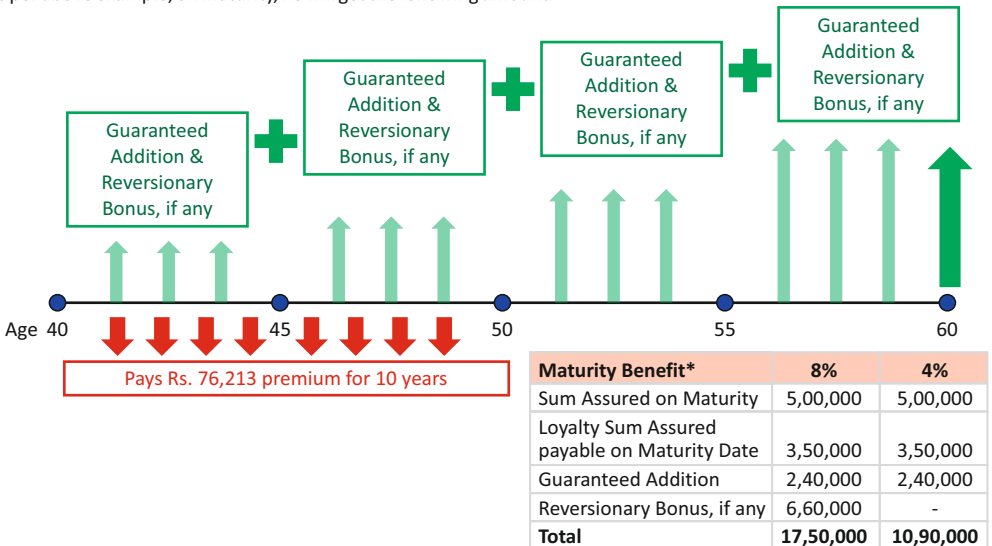 Guaranteed
Addition &
Reversionary
Bonus, if any
Guaranteed
Addition &
Reversionary
Bonus, if any
Guaranteed
Addition &
Reversionary
Bonus, if any
Guaranteed
Addition &
Reversionary
Bonus, if any
Age 40 45 50 55 60
Pays Rs. 76,213 premium for 10 years
Maturity Benefit* 8% 4%
Sum Assured on Maturity 5,00,000 5,00,000
Loyalty Sum Assured
payable on Maturity Date 3,50,000 3,50,000
Guaranteed Addition 2,40,000 2,40,000
Reversionary Bonus, if any 6,60,000 -
Total 17,50,000 10,90,000